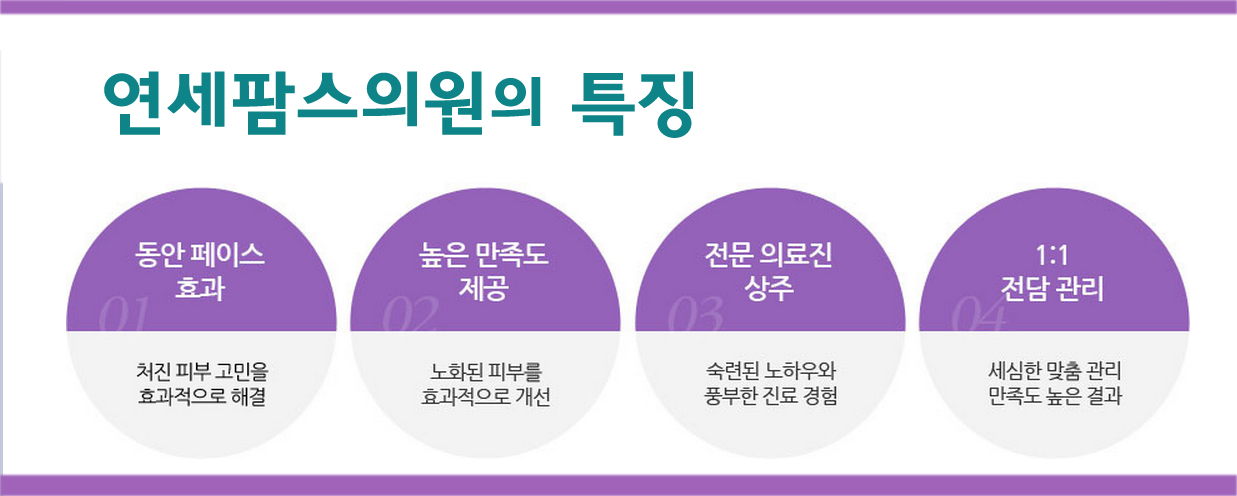 연세팜스의원의 특징
01
동안 페이스
효과
처진 피부 고민을
효과적으로 해결
02
높은 만족도
제공
노화된 피부를
효과적으로 개선
03
전문 의료진
상주
숙련된 노하우와
풍부한 진료 경험
04
1:1
전담 관리
세심한 맞춤 관리
만족도 높은 결과